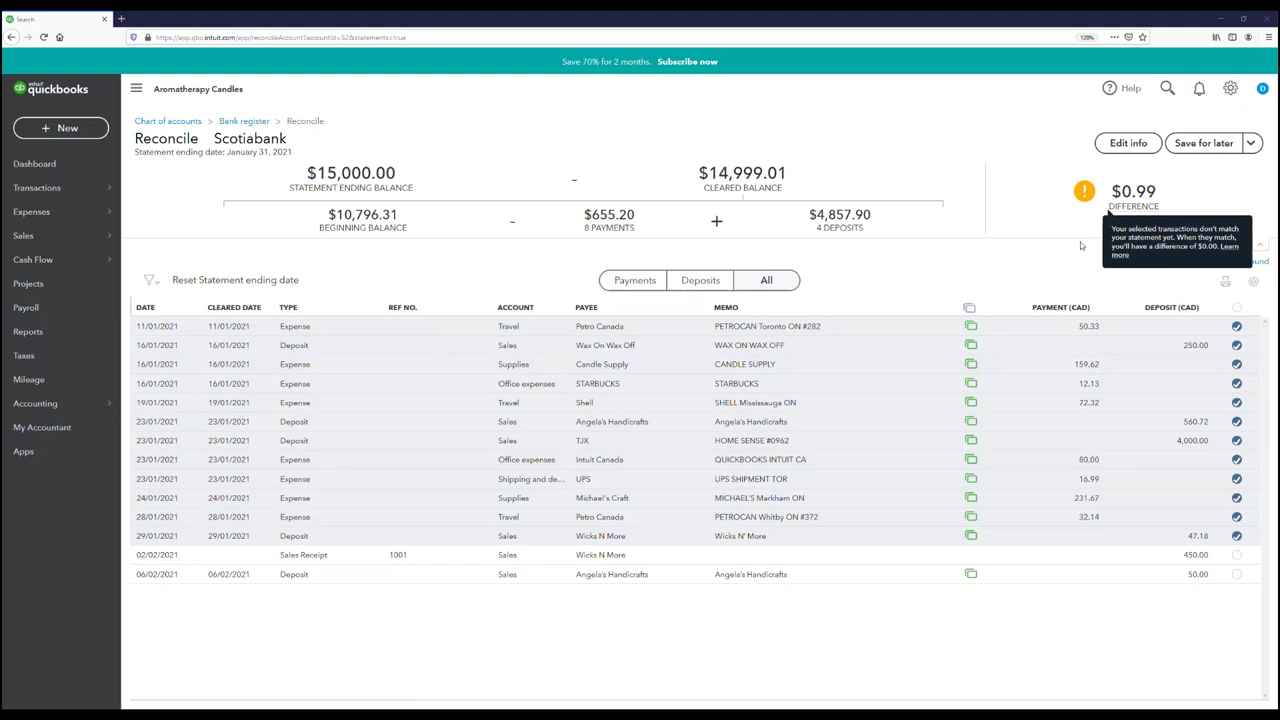 Search
https://app.qbo.intuit.com/app/reconcileAccount?accountId=52&statements=true
120%
Save 70% for 2 months. Subscribe now
intuit quickbooks
Aromatherapy Candles
Help
D
+ New
Chart of accounts > Bank register > Reconcile
Reconcile Scotiabank
Statement ending date: January 31, 2021
Edit info
Save for later
$15,000.00
STATEMENT ENDING BALANCE
-
$14,999.01
CLEARED BALANCE
$10,796.31
BEGINNING BALANCE
-
$655.20
8 PAYMENTS
+
$4,857.90
4 DEPOSITS
$0.99
DIFFERENCE
Your selected transactions don't match
your statement yet. When they match,
you'll have a difference of $0.00. Learn
more
ound
Dashboard
Transactions
Expenses
Sales
Cash Flow
Projects
Payroll
Reports
Taxes
Mileage
Accounting
My Accountant
Apps
Reset Statement ending date
Payments Deposits All
DATE CLEARED DATE TYPE REF NO. ACCOUNT PAYEE MEMO PAYMENT (CAD) DEPOSIT (CAD)
11/01/2021 11/01/2021 Expense Travel Petro Canada PETROCAN Toronto ON #282 50.33
16/01/2021 16/01/2021 Deposit Sales Wax On Wax Off WAX ON WAX OFF 250.00
16/01/2021 16/01/2021 Expense Supplies Candle Supply CANDLE SUPPLY 159.62
16/01/2021 16/01/2021 Expense Office expenses STARBUCKS STARBUCKS 12.13
19/01/2021 19/01/2021 Expense Travel Shell SHELL Mississauga ON 72.32
23/01/2021 23/01/2021 Deposit Sales Angela's Handicrafts Angela's Handicrafts 560.72
23/01/2021 23/01/2021 Deposit Sales TJX HOME SENSE #0962 4,000.00
23/01/2021 23/01/2021 Expense Office expenses Intuit Canada QUICKBOOKS INTUIT CA 80.00
23/01/2021 23/01/2021 Expense Shipping and de... UPS UPS SHIPMENT TOR 16.99
24/01/2021 24/01/2021 Expense Supplies Michael's Craft MICHAEL'S Markham ON 231.67
28/01/2021 28/01/2021 Expense Travel Petro Canada PETROCAN Whitby ON #372 32.14
29/01/2021 29/01/2021 Deposit Sales Wicks N More Wicks N' More 47.18
02/02/2021 Sales Receipt 1001 Sales Wicks N More 450.00
06/02/2021 06/02/2021 Deposit Sales Angela's Handicrafts Angela's Handicrafts 50.00